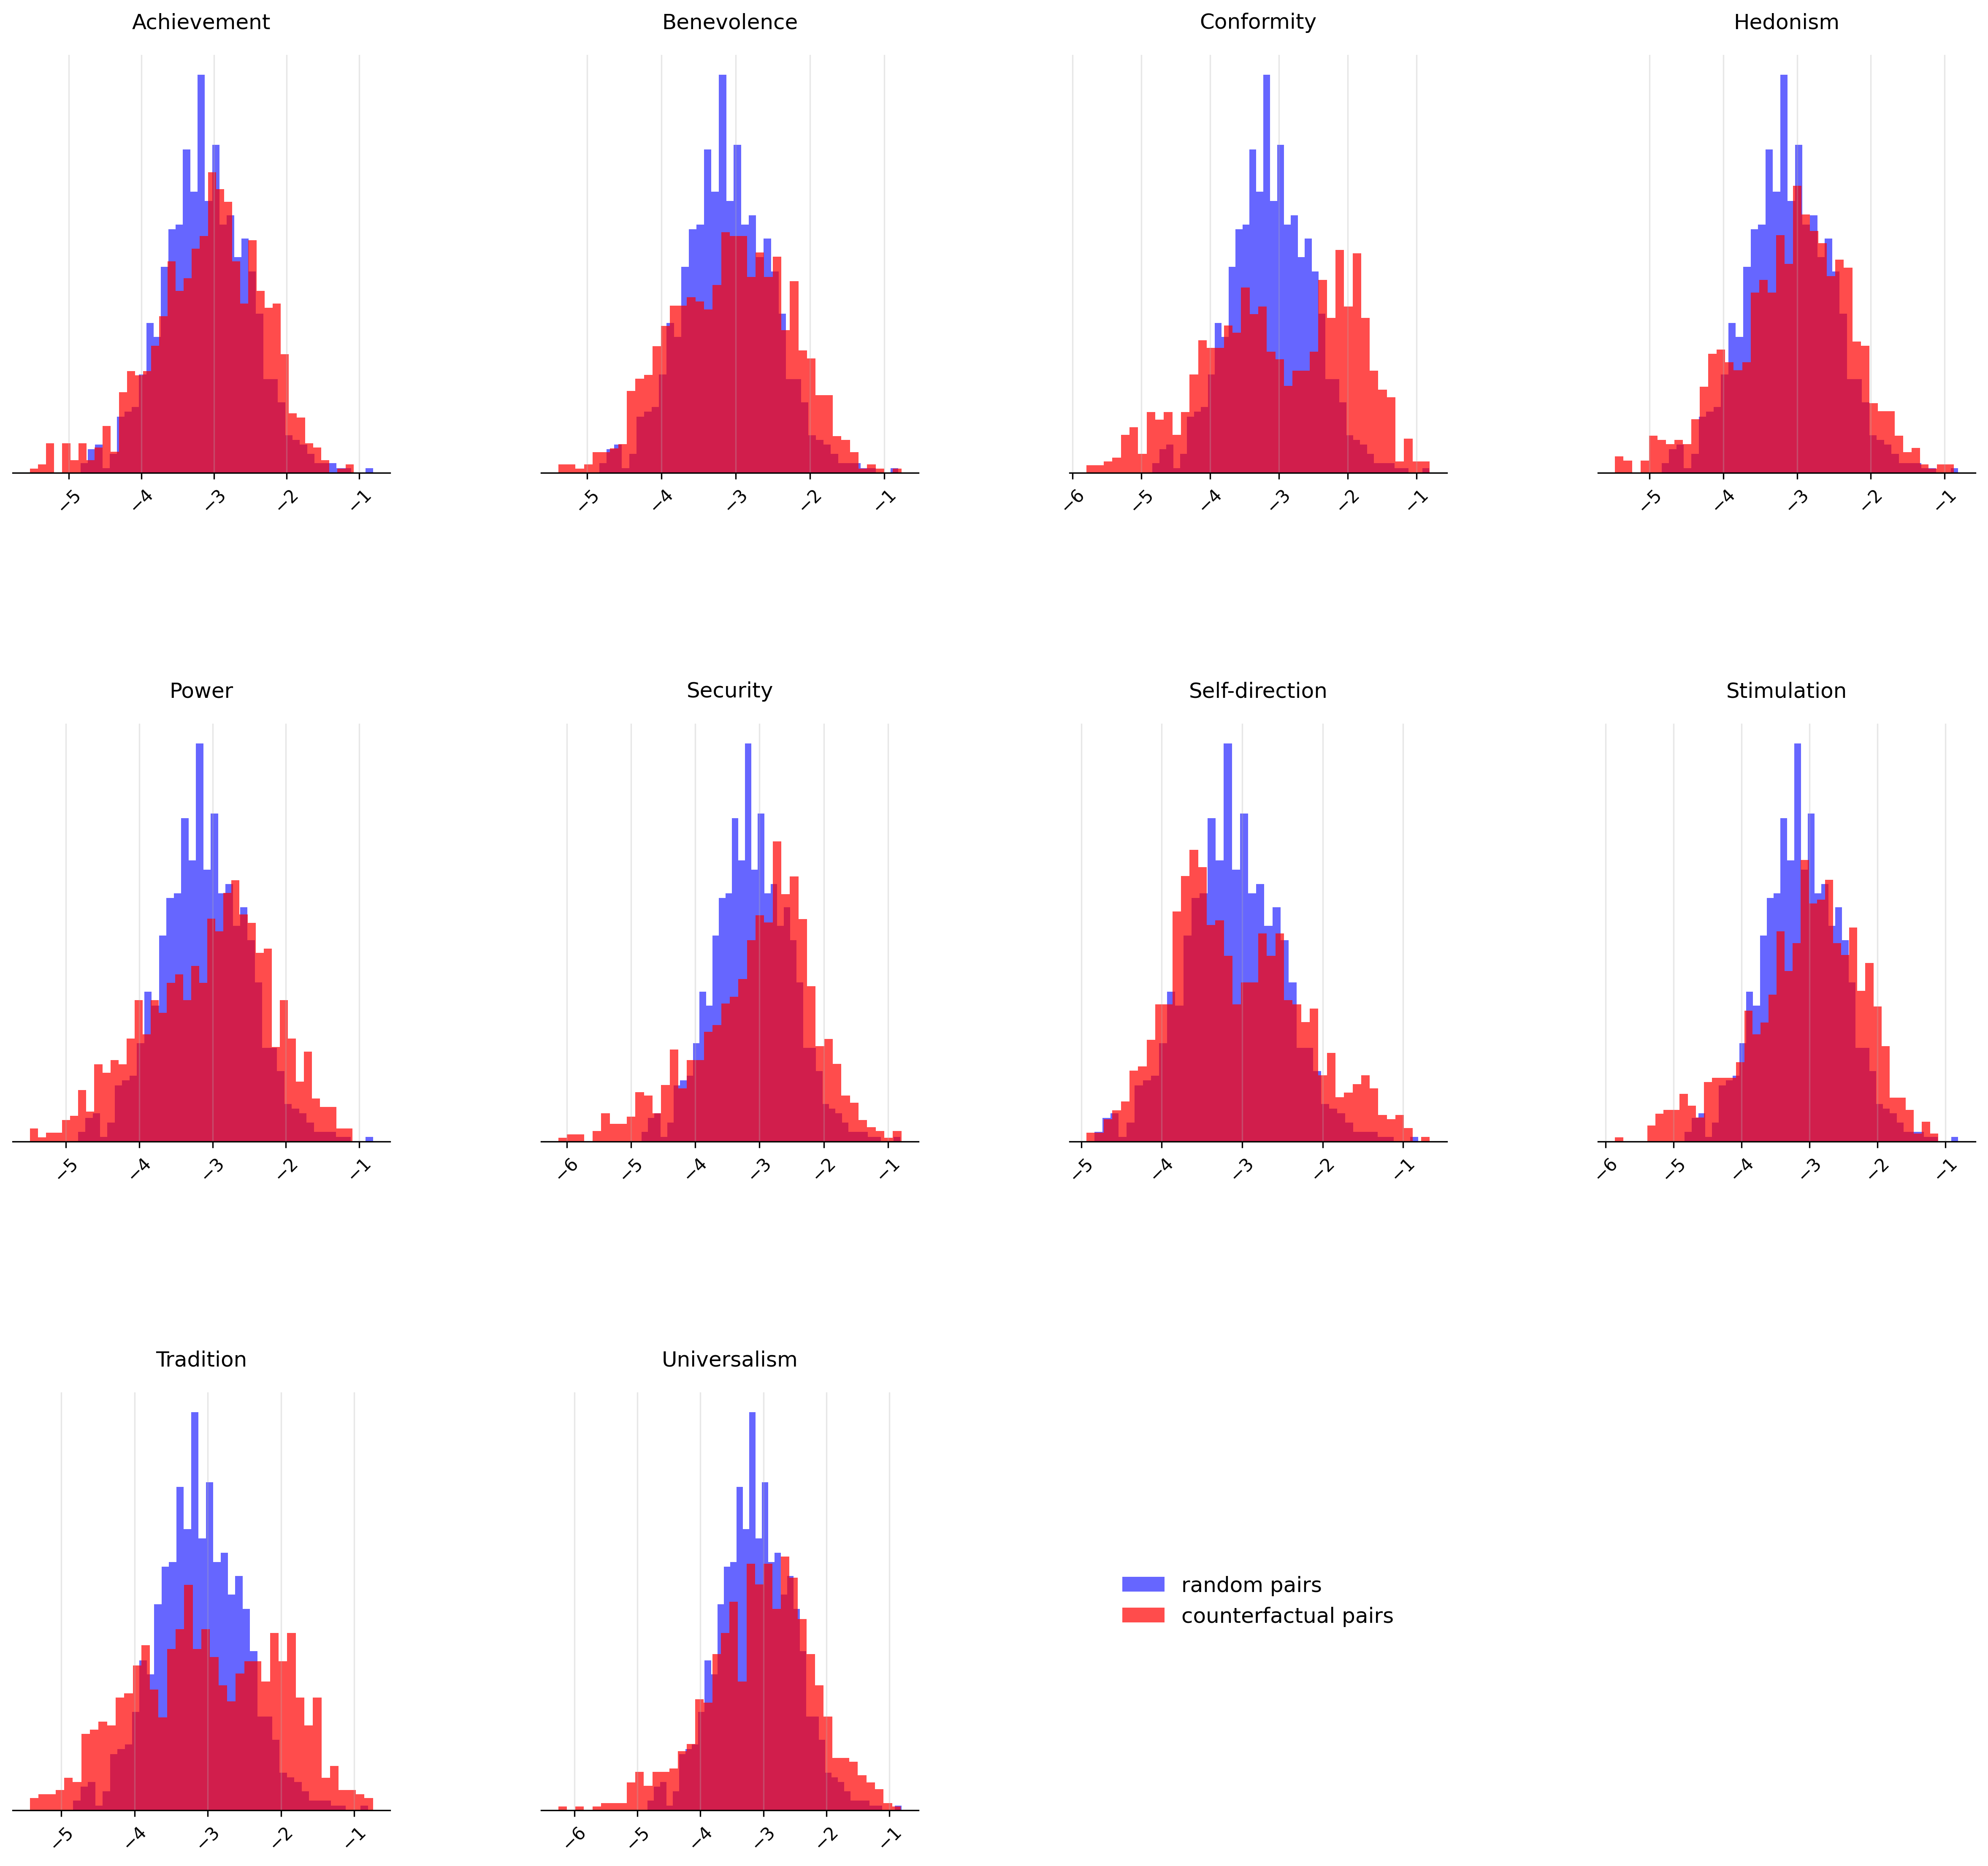 Achievement Benevolence Conformity Hedonism
−5 −4 −3 −2 −1 −5 −4 −3 −2 −1 −6 −5 −4 −3 −2 −1 −5 −4 −3 −2 −1
Power Security Self-direction Stimulation
−5 −4 −3 −2 −1 −6 −5 −4 −3 −2 −1 −5 −4 −3 −2 −1 −6 −5 −4 −3 −2 −1
Tradition Universalism
random pairs
counterfactual pairs
−5 −4 −3 −2 −1 −6 −5 −4 −3 −2 −1